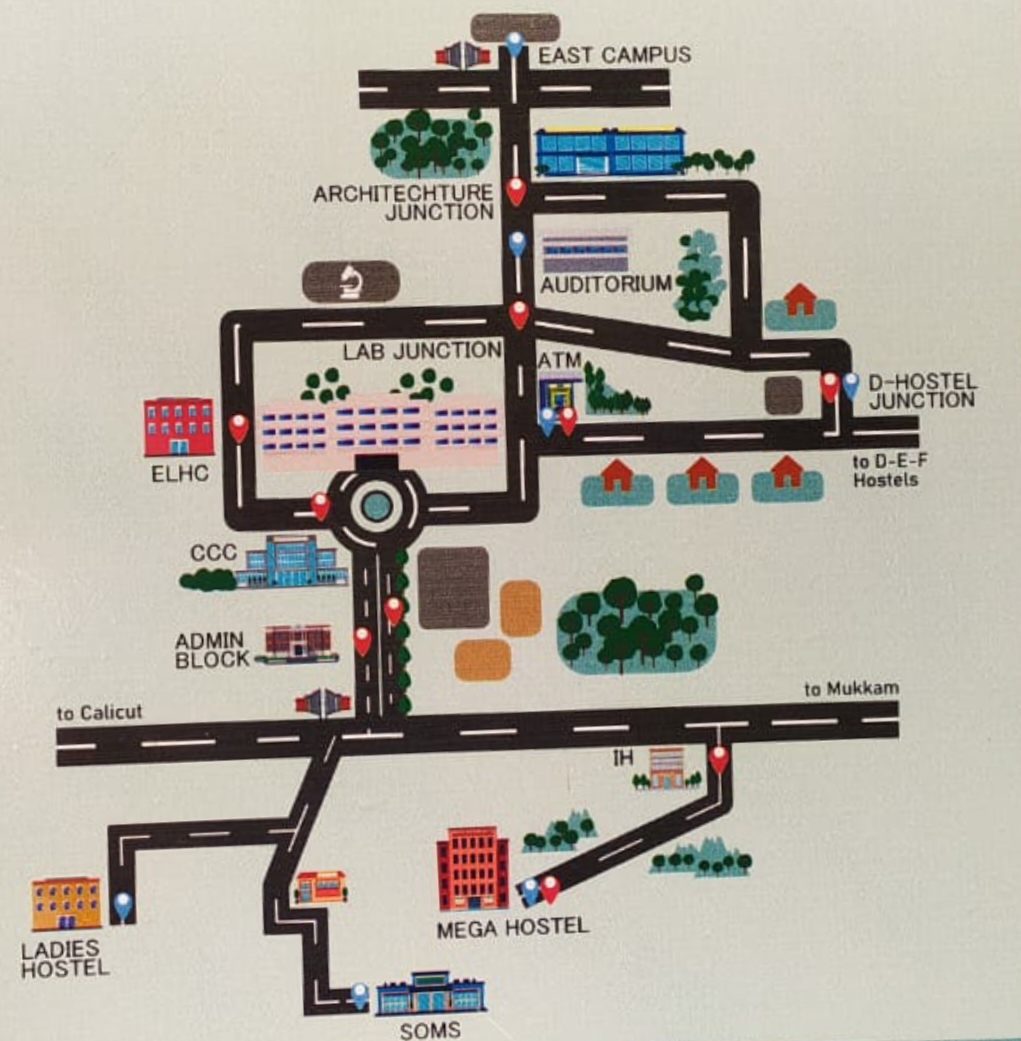 EAST CAMPUS
ARCHITECHTURE
JUNCTION
AUDITORIUM
LAB JUNCTION
ATM
D-HOSTEL
JUNCTION
ELHC
to D-E-F
Hostels
CCC
ADMIN
BLOCK
to Calicut
to Mukkam
IH
MEGA HOSTEL
LADIES
HOSTEL
SOMS